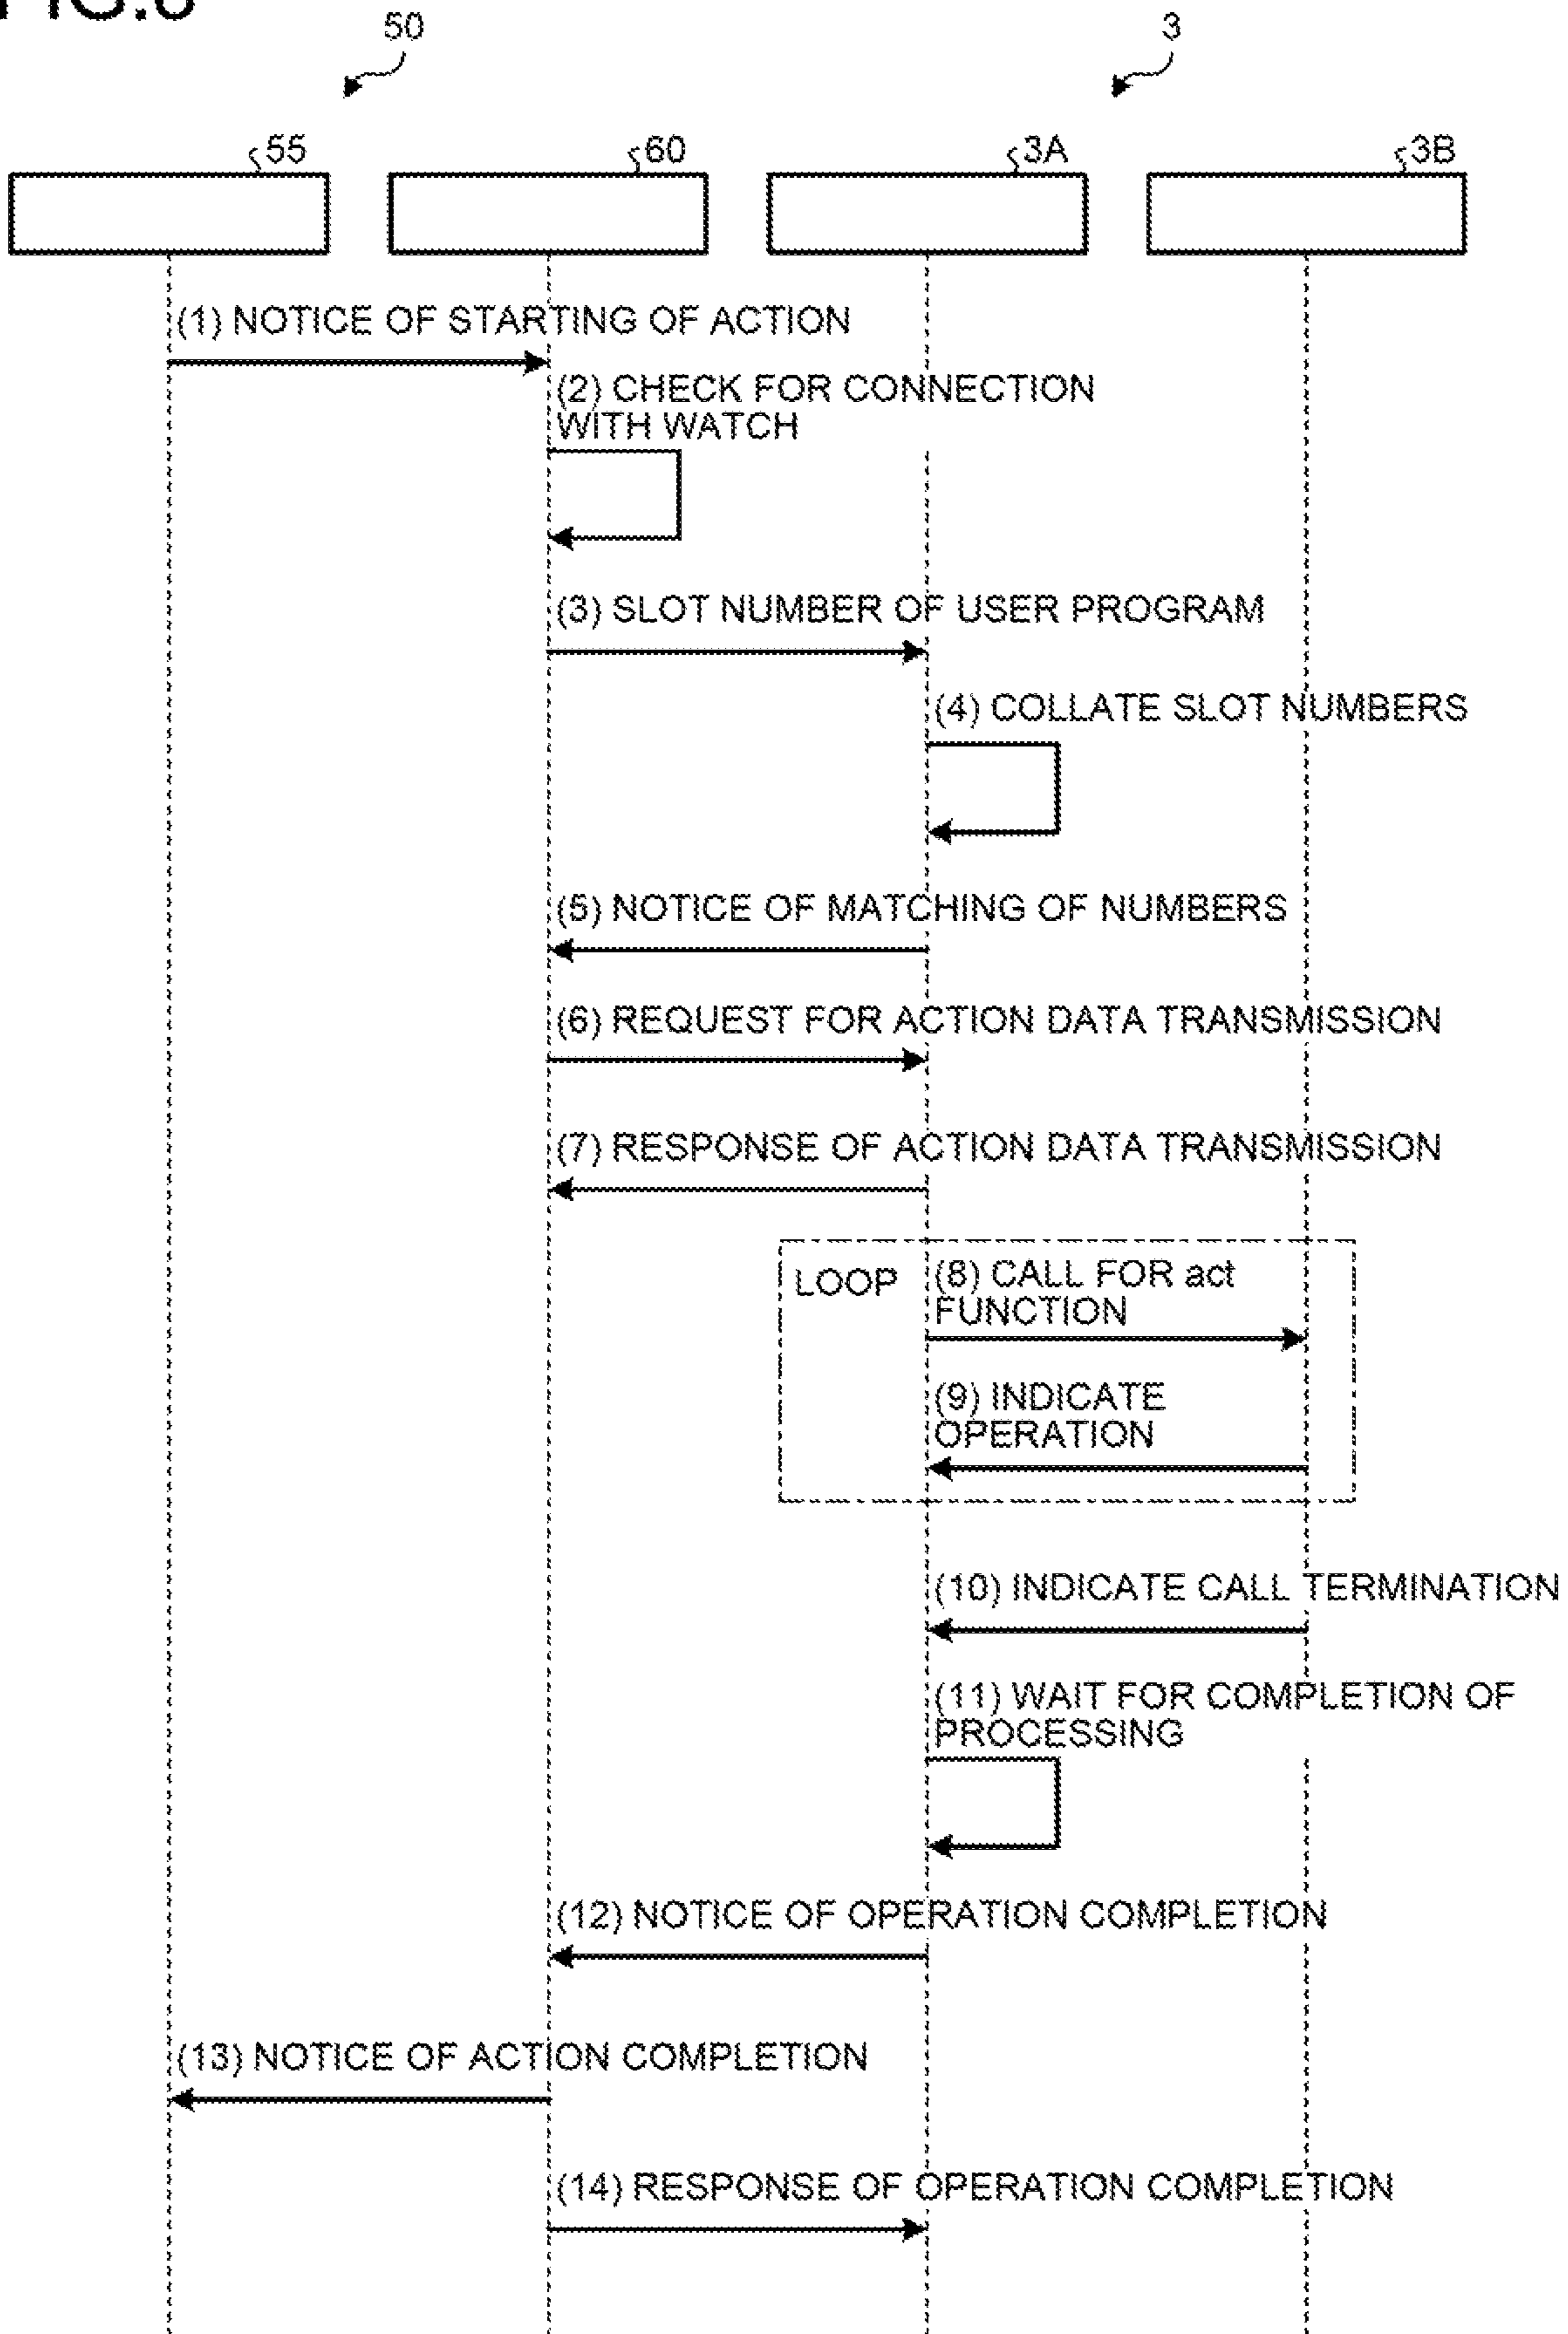 50
3
55
60
3A
3B
(1) NOTICE OF STARTING OF ACTION
(2) CHECK FOR CONNECTION
WITH WATCH
(3) SLOT NUMBER OF USER PROGRAM
(4) COLLATE SLOT NUMBERS
(5) NOTICE OF MATCHING OF NUMBERS
(6) REQUEST FOR ACTION DATA TRANSMISSION
(7) RESPONSE OF ACTION DATA TRANSMISSION
LOOP
(8) CALL FOR act
FUNCTION
(9) INDICATE
OPERATION
(10) INDICATE CALL TERMINATION
(11) WAIT FOR COMPLETION OF
PROCESSING
(12) NOTICE OF OPERATION COMPLETION
(13) NOTICE OF ACTION COMPLETION
(14) RESPONSE OF OPERATION COMPLETION